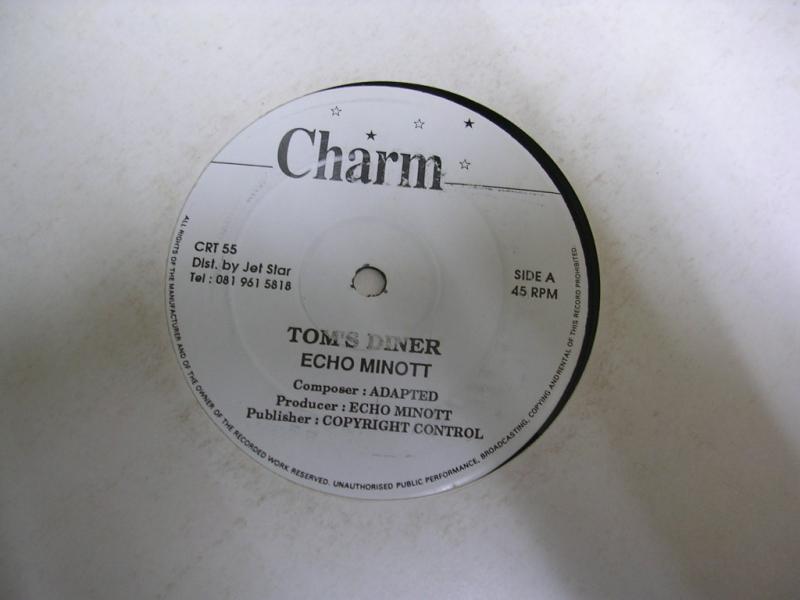 Charm
CRT 55
Dist. by Jet Star
Tel : 081 961 5818
SIDE A
45 RPM
TOM'S DINER
ECHO MINOTT
Composer : ADAPTED
Producer : ECHO MINOTT
Publisher : COPYRIGHT CONTROL
ALL RIGHTS OF THE MANUFACTURER AND OF THE OWNER OF THE RECORDED WORK RESERVED. UNAUTHORISED PUBLIC PERFORMANCE, BROADCASTING, COPYING AND RENTAL OF THIS RECORD PROHIBITED.